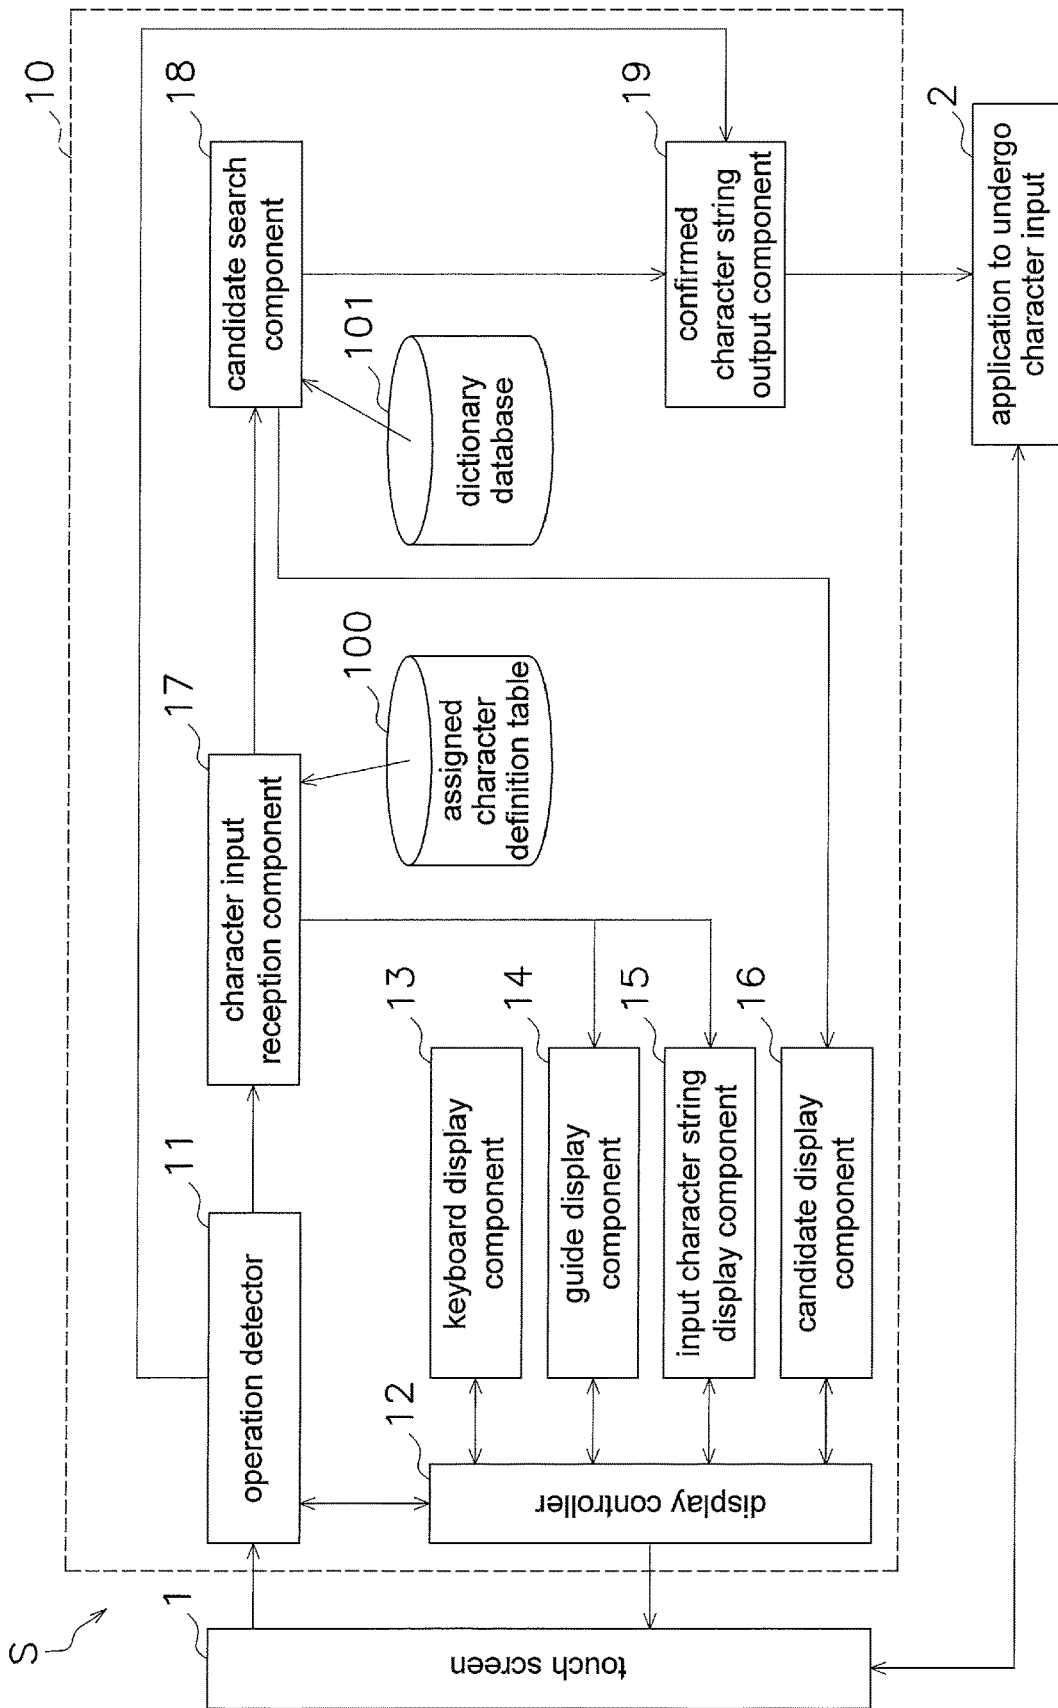 S
10
1
touch screen
11
operation detector
12
display controller
13
keyboard display
component
14
guide display
component
15
input character string
display component
16
candidate display
component
17
character input
reception component
100
assigned
character
definition table
18
candidate search
component
101
dictionary
database
19
confirmed
character string
output component
2
application to undergo
character input